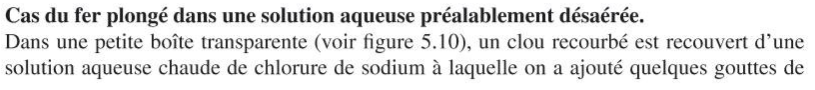 Cas du fer plongé dans une solution aqueuse préalablement désaérée.
Dans une petite boîte transparente (voir figure 5.10), un clou recourbé est recouvert d’une
solution aqueuse chaude de chlorure de sodium à laquelle on a ajouté quelques gouttes de